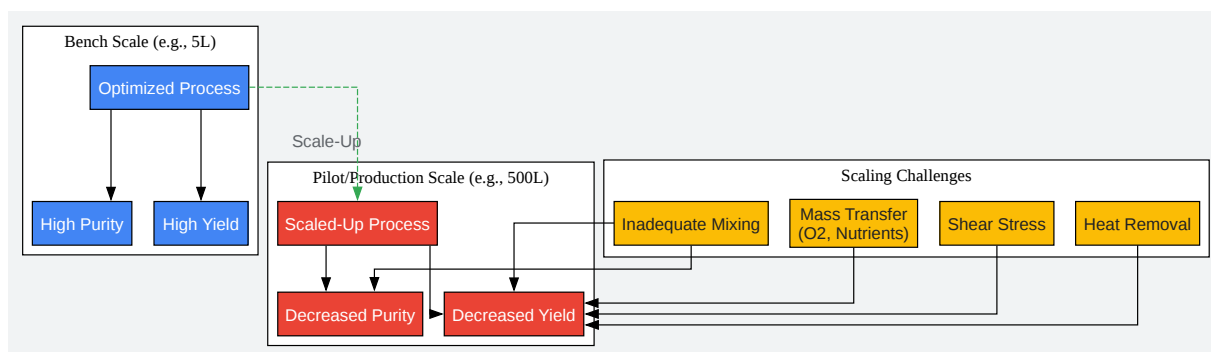 Bench Scale (e.g., 5L)
Optimized Process
High Purity
High Yield
Scale-Up
Pilot/Production Scale (e.g., 500L)
Scaled-Up Process
Decreased Purity
Decreased Yield
Scaling Challenges
Inadequate Mixing
Mass Transfer
(O2, Nutrients)
Shear Stress
Heat Removal